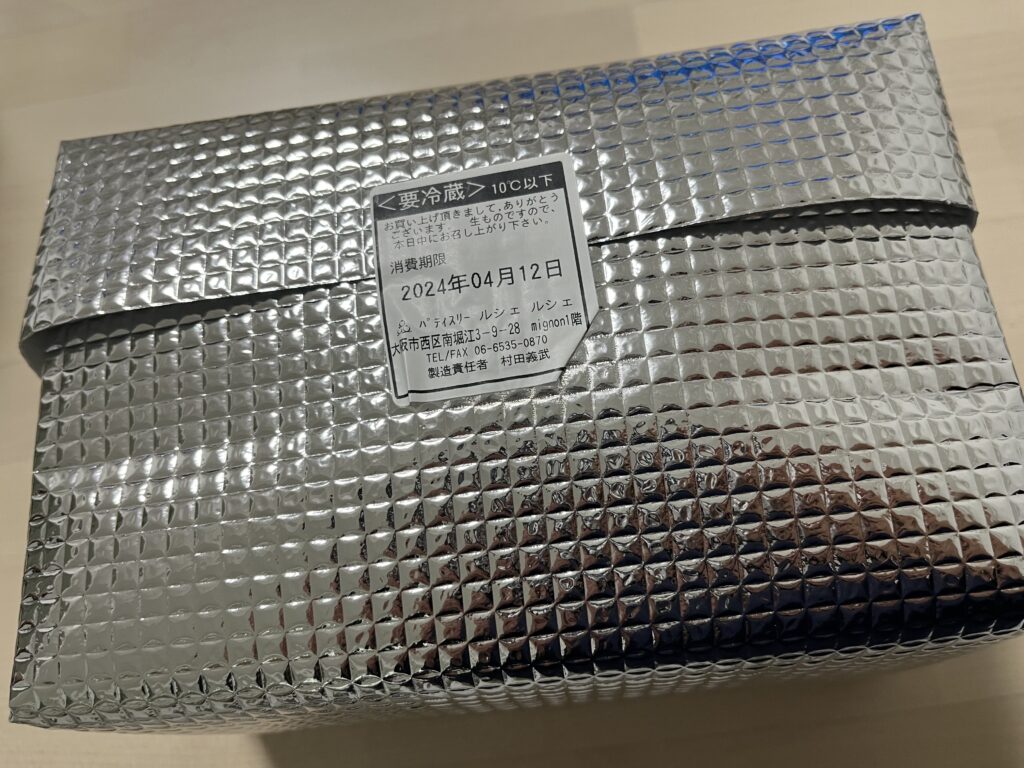 <要冷蔵> 10℃以下
お買い上げ頂きまして、ありがとう
ございます。 生ものですので、
本日中にお召し上がり下さい。
消費期限
2024年04月12日
パティスリー ルシェ ルシェ
大阪市西区南堀江3-9-28 mignon1階
TEL/FAX 06-6535-0870
製造責任者 村田義武